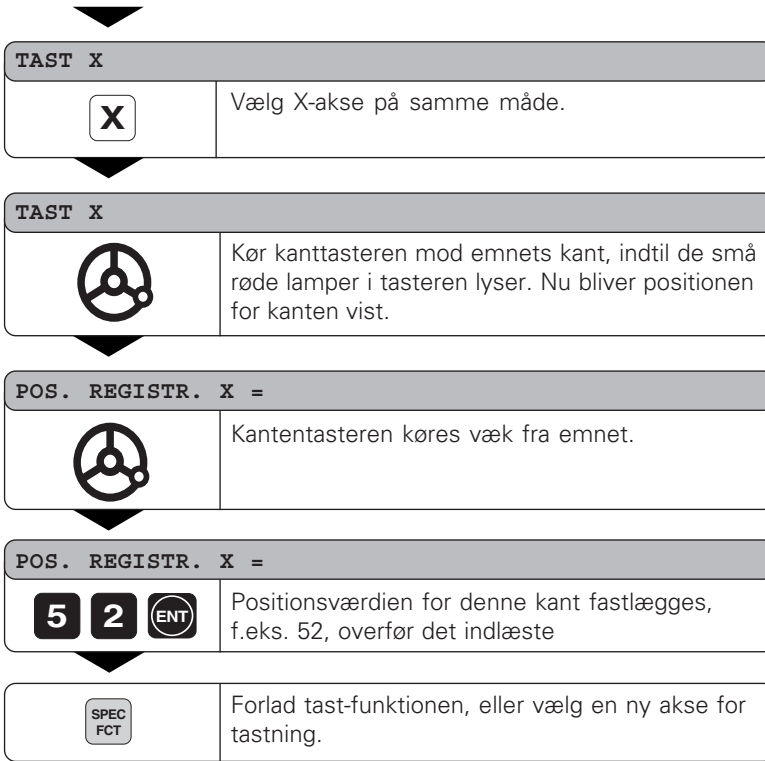 TAST X
X
Vælg X-akse på samme måde.
TAST X
Kør kanttasteren mod emnets kant, indtil de små
røde lamper i tasteren lyser. Nu bliver positionen
for kanten vist.
POS. REGISTR. X =
Kantentasteren køres væk fra emnet.
POS. REGISTR. X =
5 2 ENT
Positionsværdien for denne kant fastlægges,
f.eks. 52, overfør det indlæste
SPEC
FCT
Forlad tast-funktionen, eller vælg en ny akse for
tastning.